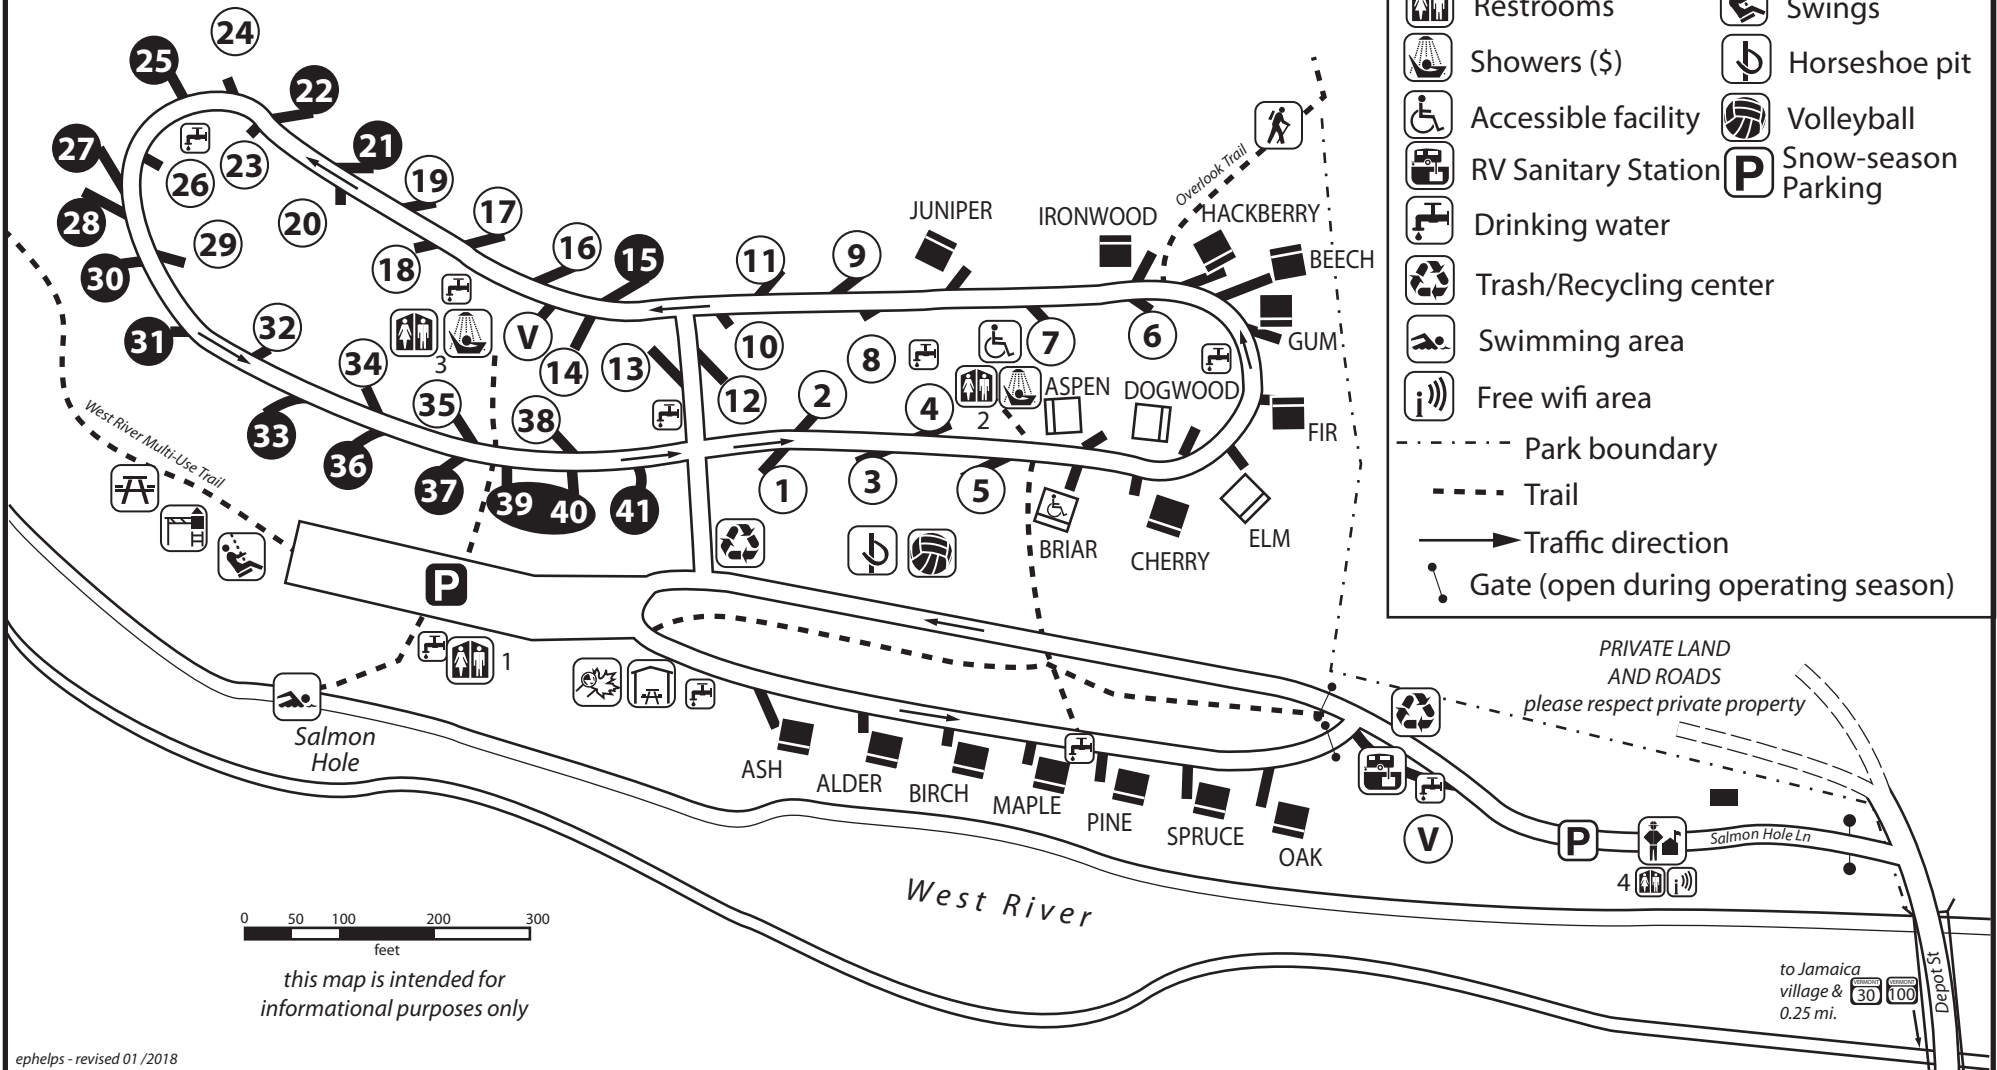 Restrooms
Swings
Showers ($)
Horseshoe pit
Accessible facility
Volleyball
RV Sanitary Station
P
Snow-season
Parking
Drinking water
Trash/Recycling center
Swimming area
i
Free wifi area
Park boundary
Trail
Traffic direction
Gate (open during operating season)
24
25
22
27
21
23
26
19
28
20
17
29
16
18
15
30
11
9
JUNIPER
IRONWOOD
HACKBERRY
Overlook Trail
BEECH
31
32
V
10
7
6
GUM
34
3
14
13
8
12
2
4
2
ASPEN
DOGWOOD
35
38
33
36
FIR
West River Multi-Use Trail
37
39
40
41
1
3
5
BRIAR
CHERRY
ELM
P
1
PRIVATE LAND
AND ROADS
please respect private property
Salmon
Hole
ASH
ALDER
BIRCH
MAPLE
PINE
SPRUCE
OAK
V
P
Salmon Hole Ln
4
i
West River
0 50 100 200 300
feet
this map is intended for
informational purposes only
to Jamaica
village &
0.25 mi.
VERMONT
30
VERMONT
100
Depot St
ephelps - revised 01 /2018